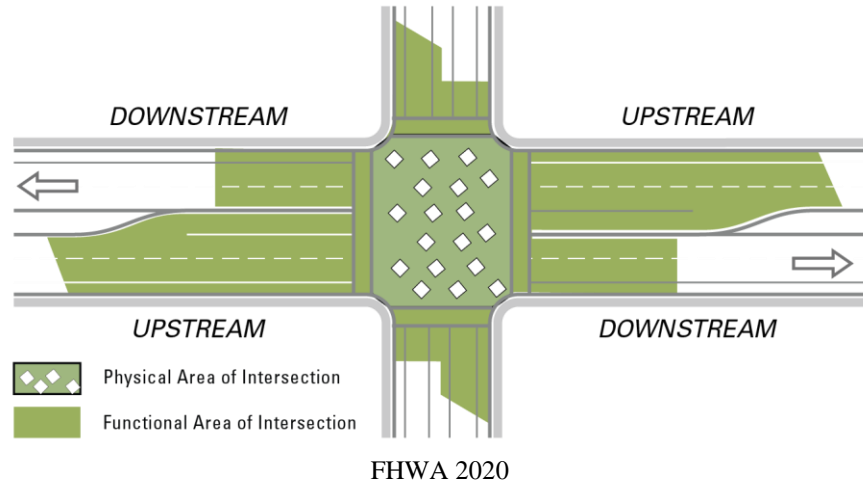 DOWNSTREAM
UPSTREAM
UPSTREAM
DOWNSTREAM
Physical Area of Intersection
Functional Area of Intersection
FHWA 2020